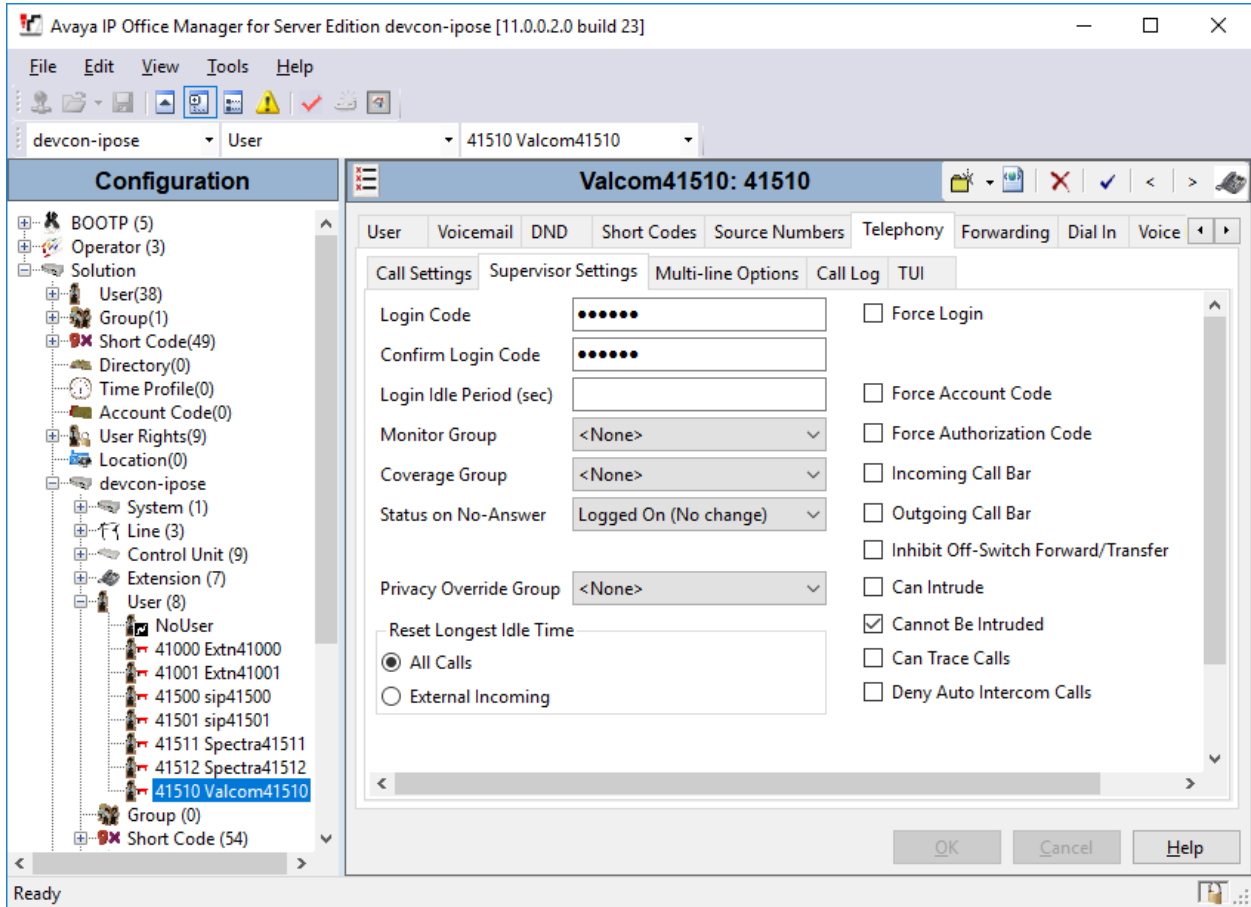 Avaya IP Office Manager for Server Edition devcon-ipose [11.0.0.2.0 build 23]
File Edit View Tools Help
devcon-ipose User 41510 Valcom41510
Configuration
BOOTP (5)
Operator (3)
Solution
User(38)
Group(1)
Short Code(49)
Directory(0)
Time Profile(0)
Account Code(0)
User Rights(9)
Location(0)
devcon-ipose
System (1)
Line (3)
Control Unit (9)
Extension (7)
User (8)
NoUser
41000 Extn41000
41001 Extn41001
41500 sip41500
41501 sip41501
41511 Spectra41511
41512 Spectra41512
41510 Valcom41510
Group (0)
Short Code (54)
Valcom41510: 41510
User Voicemail DND Short Codes Source Numbers Telephony Forwarding Dial In Voice
Call Settings Supervisor Settings Multi-line Options Call Log TUI
Login Code ●●●●●● Force Login
Confirm Login Code ●●●●●●
Login Idle Period (sec) Force Account Code
Monitor Group <None> Force Authorization Code
Coverage Group <None> Incoming Call Bar
Status on No-Answer Logged On (No change) Outgoing Call Bar
Inhibit Off-Switch Forward/Transfer
Privacy Override Group <None> Can Intrude
Reset Longest Idle Time Cannot Be Intruded
All Calls Can Trace Calls
External Incoming Deny Auto Intercom Calls
OK Cancel Help
Ready